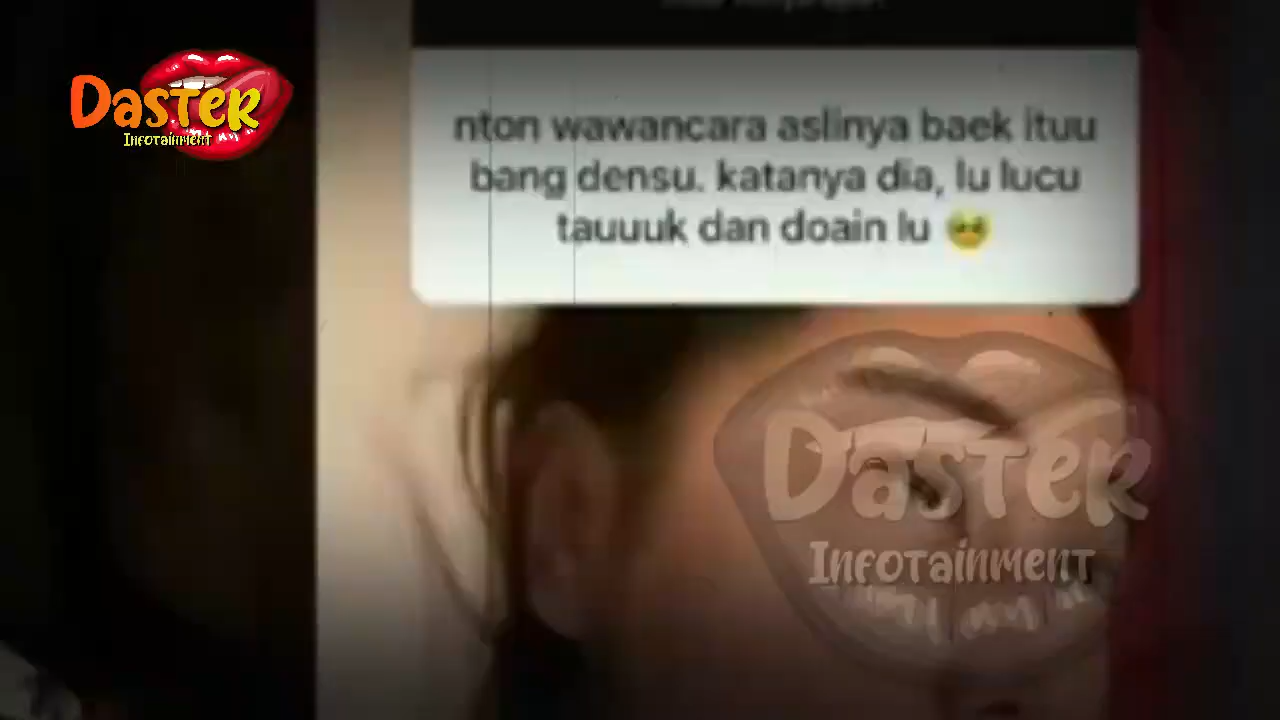 Daster
Infotainment
nton wawancara aslinya baek ituu
bang densu. katanya dia, lu lucu
tauuuk dan doain lu 🥹
Daster
Infotainment